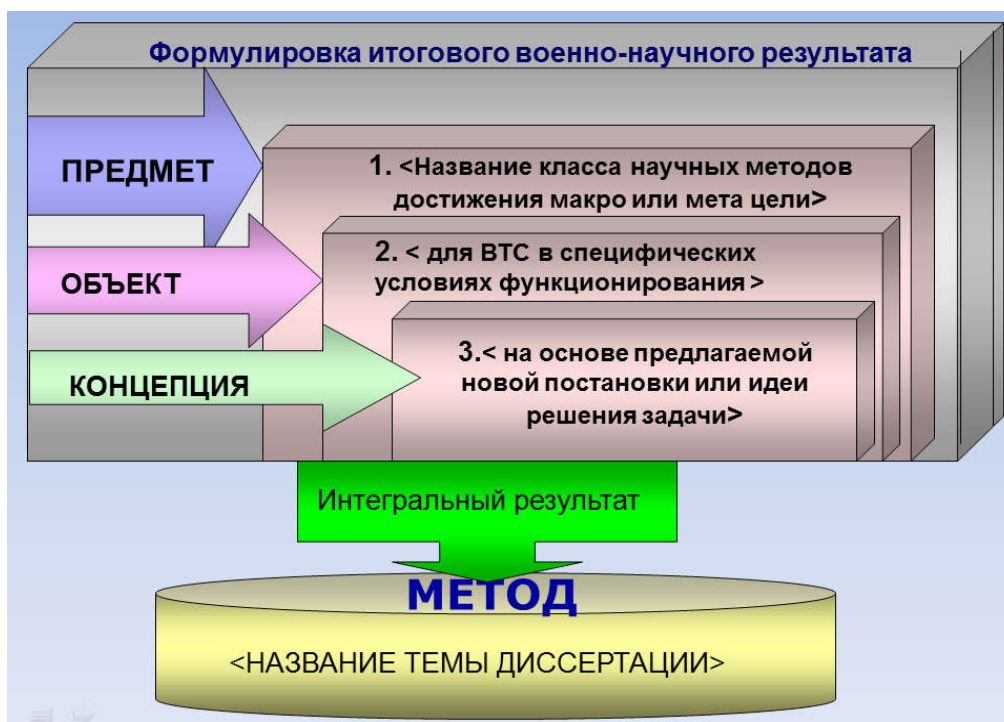 Формулировка итогового военно-научного результата
ПРЕДМЕТ
1. <Название класса научных методов
достижения макро или мета цели>
ОБЪЕКТ
2. < для ВТС в специфических
условиях функционирования >
КОНЦЕПЦИЯ
3.< на основе предлагаемой
новой постановки или идеи
решения задачи>
Интегральный результат
МЕТОД
<НАЗВАНИЕ ТЕМЫ ДИССЕРТАЦИИ>